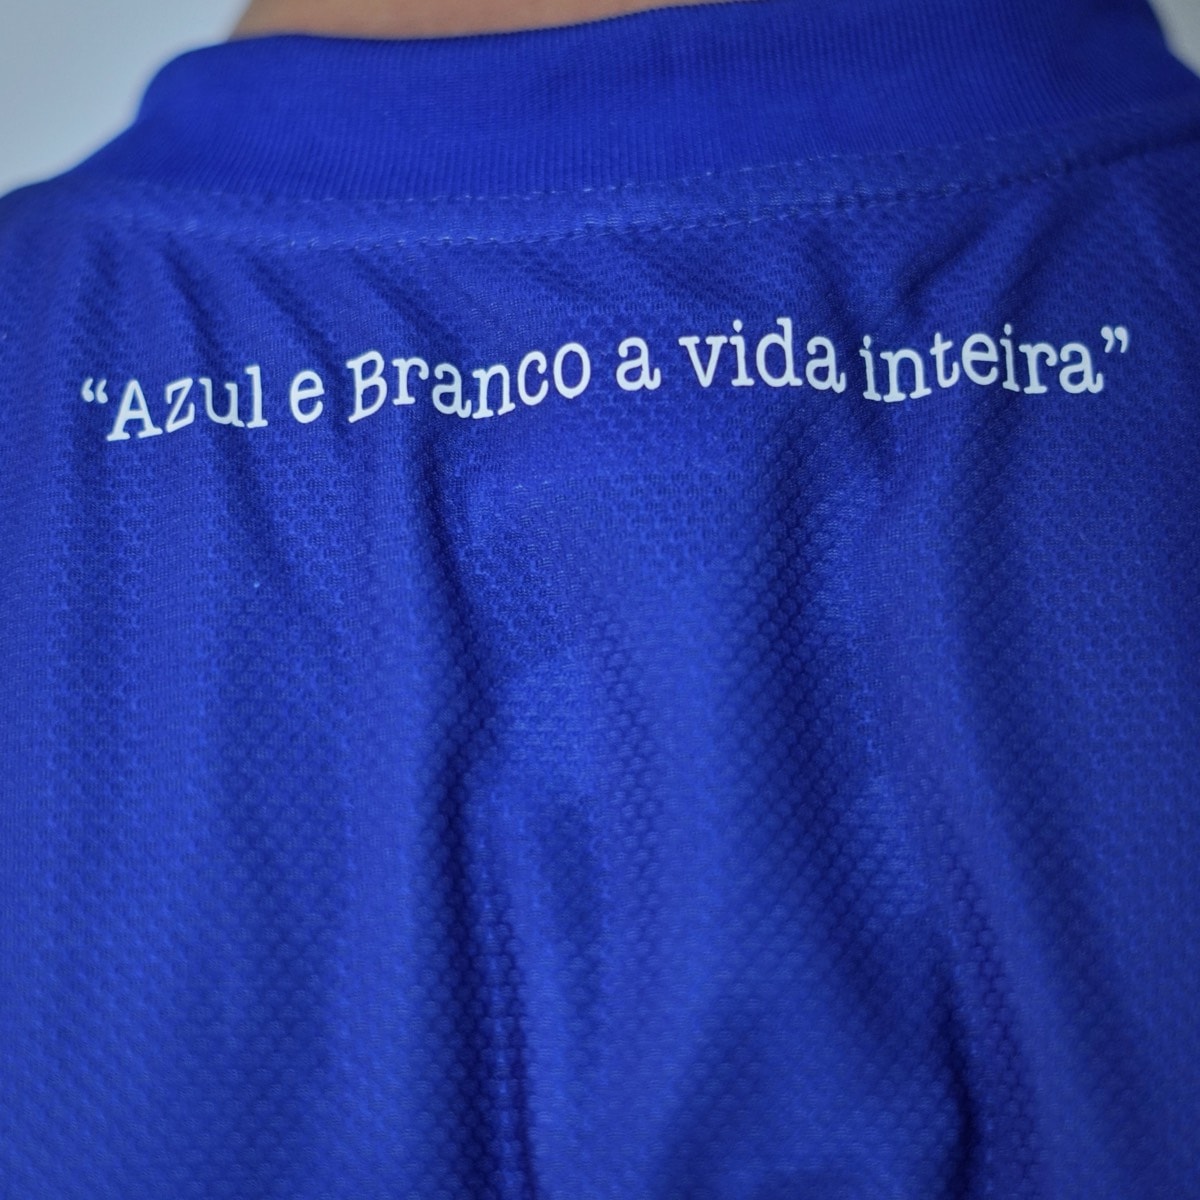 “Azul e Branco a vida inteira”